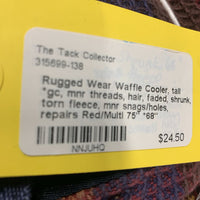 The Tack Collector
315699-138
Rugged Wear Waffle Cooler, tail
*gc, mnr threads, hair, faded, shrunk,
torn fleece, mnr snags/holes,
repairs Red/Multi 75" *68"
$24.50
NNJUHQ